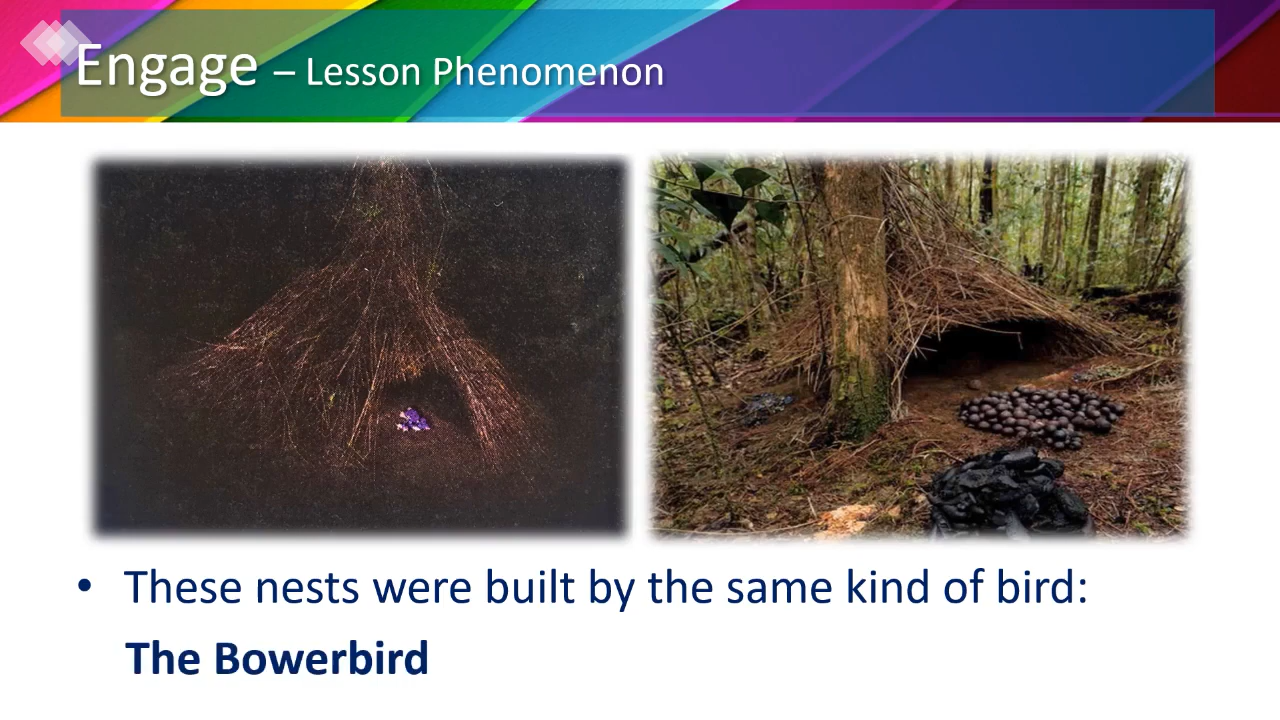 Engage – Lesson Phenomenon
• These nests were built by the same kind of bird:
The Bowerbird